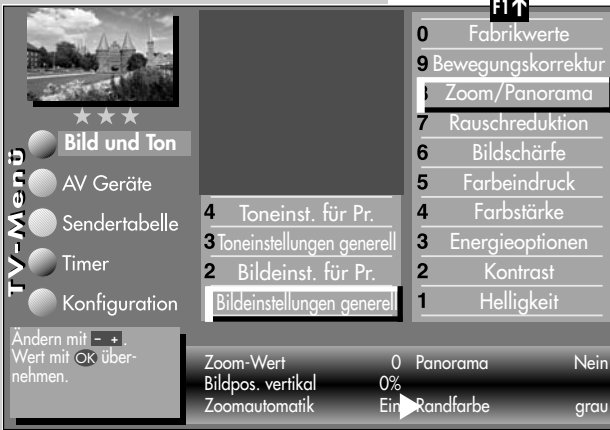 F1↑
0 Fabrikwerte
9 Bewegungskorrektur
8 Zoom/Panorama
7 Rauschreduktion
6 Bildschärfe
5 Farbeindruck
4 Farbstärke
3 Energieoptionen
2 Kontrast
1 Helligkeit
4 Toneinst. für Pr.
3 Toneinstellungen generell
2 Bildeinst. für Pr.
Bildeinstellungen generell
TV-Menü
Bild und Ton
AV Geräte
Sendertabelle
Timer
Konfiguration
Ändern mit - + .
Wert mit OK über-
nehmen.
Zoom-Wert 0 Panorama Nein
Bildpos. vertikal 0%
Zoomautomatik Ein Randfarbe grau